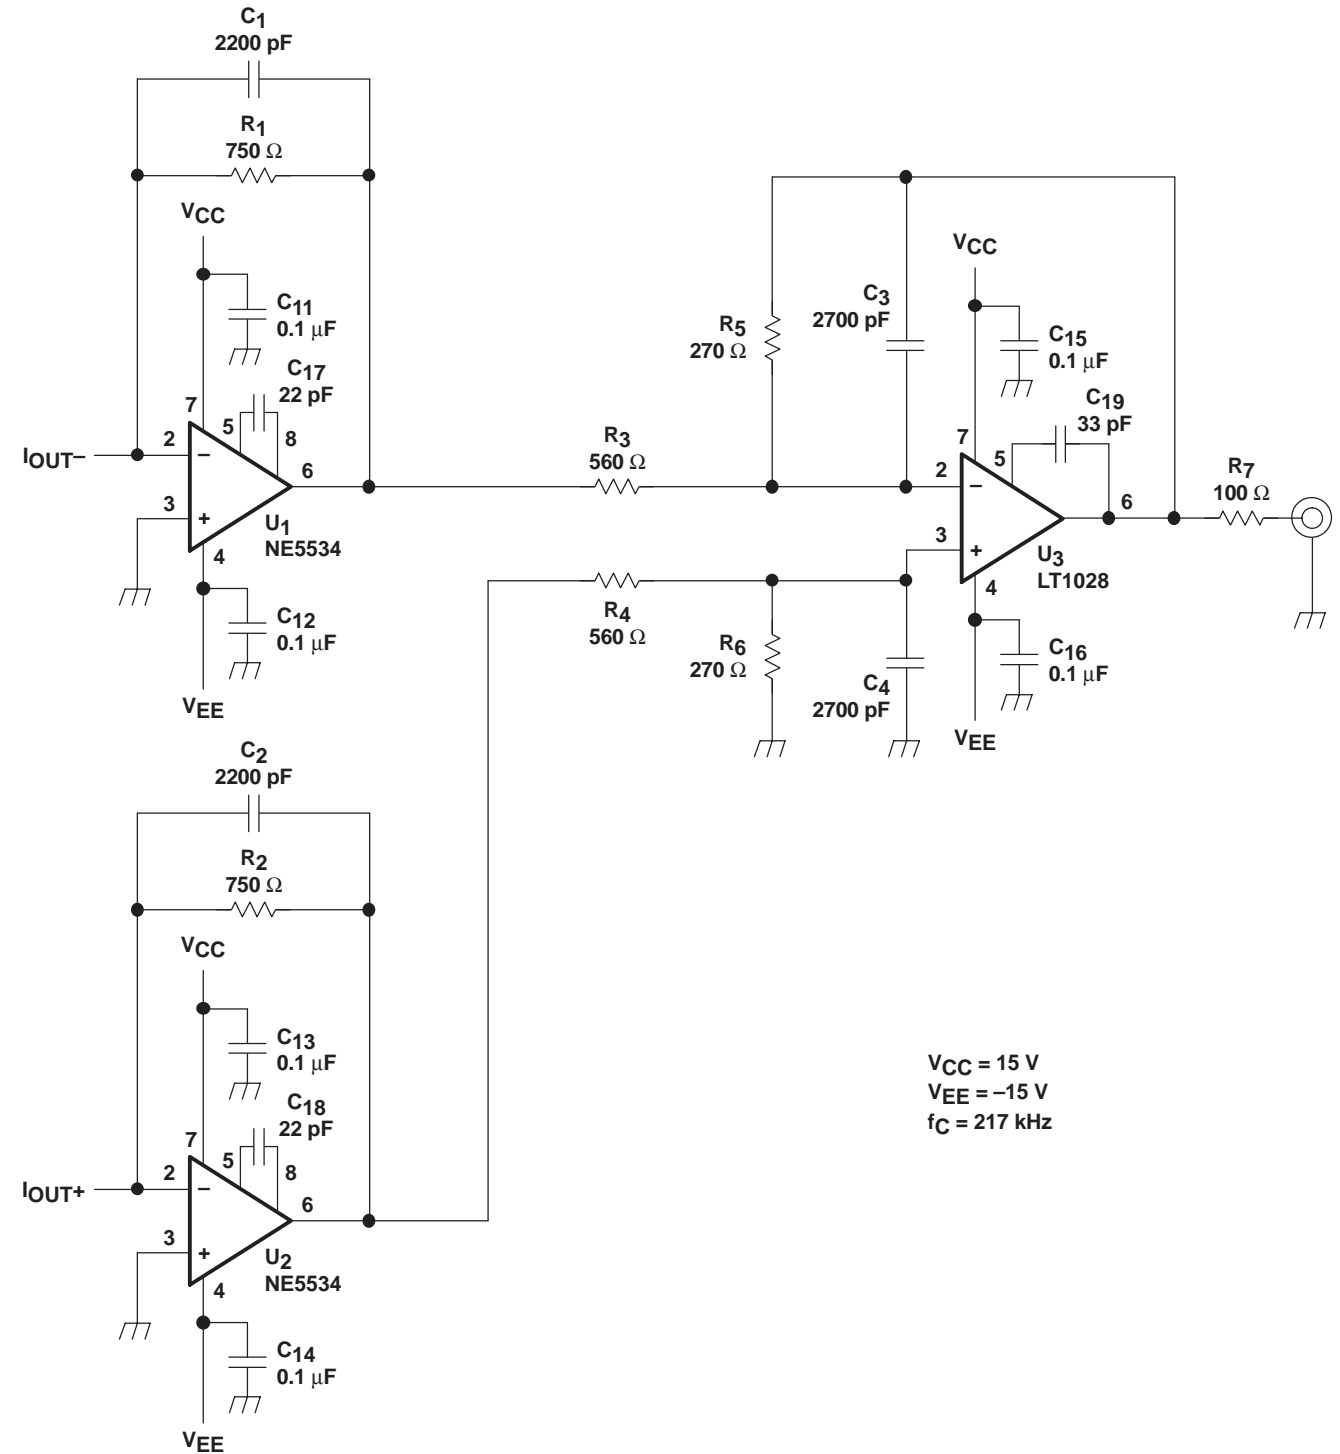 C1
2200 pF
R1
750 Ω
VCC
C11
0.1 μF
C17
22 pF
7
5
8
2
–
IOUT–
6
3
+
U1
NE5534
4
C12
0.1 μF
VEE
R3
560 Ω
R4
560 Ω
R5
270 Ω
C3
2700 pF
VCC
C15
0.1 μF
C19
33 pF
7
5
2
–
6
3
+
U3
LT1028
4
R7
100 Ω
R6
270 Ω
C4
2700 pF
C16
0.1 μF
VEE
C2
2200 pF
R2
750 Ω
VCC
C13
0.1 μF
C18
22 pF
7
5
8
2
–
IOUT+
6
3
+
U2
NE5534
4
C14
0.1 μF
VEE
VCC = 15 V
VEE = –15 V
fC = 217 kHz